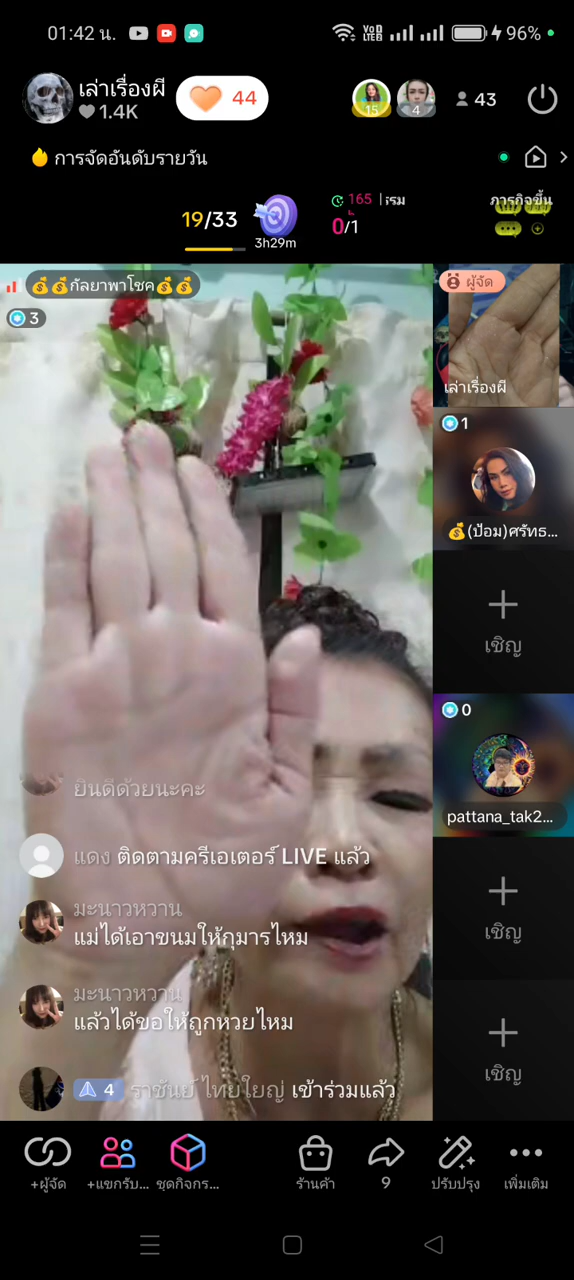 01:42 น.
VoD LTE2
96%
เล่าเรื่องผี
1.4K
44
15
4
43
การจัดอันดับรายวัน
19/33
3h29m
165
0/1
ภารกิจขึ้น
💰💰กัลยาพาโชค💰💰
3
ผู้จัด
เล่าเรื่องผี
1
💰(ป้อม)ศรัทธ...
เชิญ
0
pattana_tak2...
เชิญ
เชิญ
ยินดีด้วยนะคะ
แดง ติดตามครีเอเตอร์ LIVE แล้ว
มะนาวหวาน
แม่ได้เอาขนมให้กุมารไหม
มะนาวหวาน
แล้วได้ขอให้ถูกหวยไหม
4 ราชันย์ ไทยใหญ่ เข้าร่วมแล้ว
+ผู้จัด
+แขกรับ...
ชุดกิจกร...
ร้านค้า
9
ปรับปรุง
เพิ่มเติม